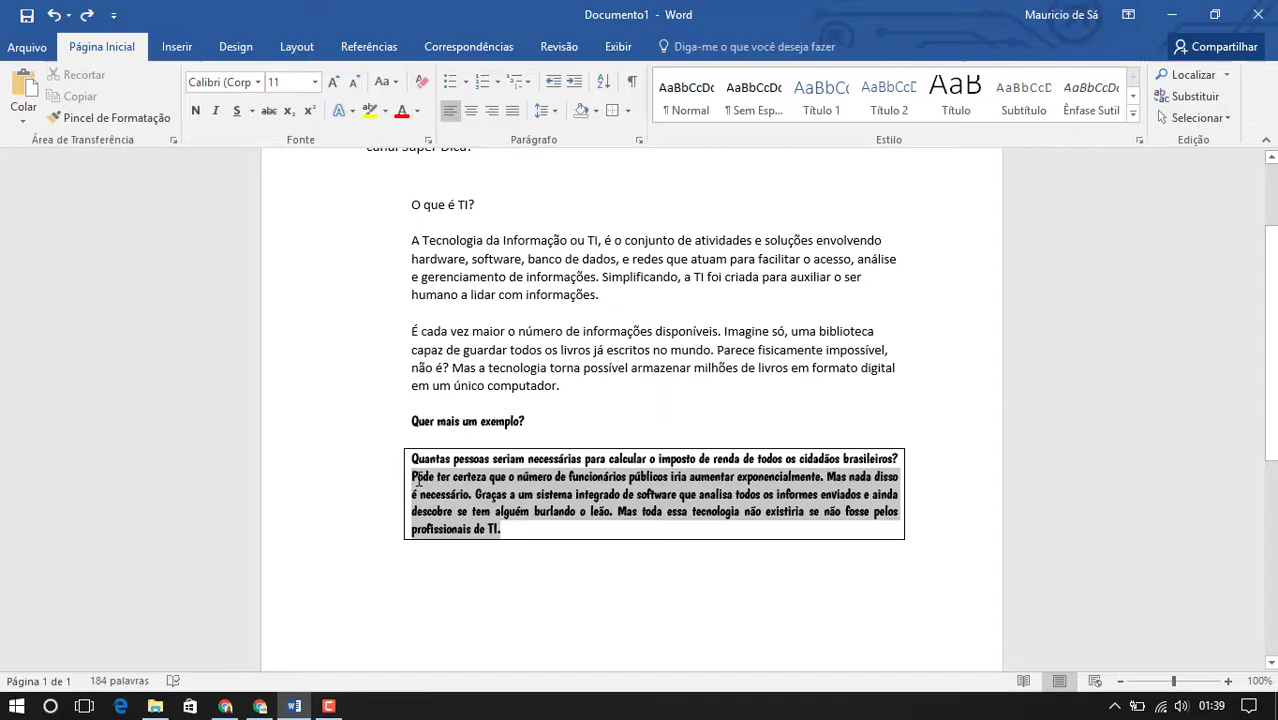 Documento1 - Word
Mauricio de Sá
Arquivo
Página Inicial
Inserir
Design
Layout
Referências
Correspondências
Revisão
Exibir
Diga-me o que você deseja fazer
Compartilhar
Colar
Recortar
Copiar
Pincel de Formatação
Área de Transferência
Calibri (Corp
11
Aa
N I S abc x₂ x²
Fonte
Parágrafo
AaBbCcDc
¶ Normal
AaBbCcDc
¶ Sem Esp...
AaBbCc
Título 1
AaBbCcD
Título 2
AaB
Título
AaBbCcDc
Subtítulo
AaBbCcDc
Ênfase Sutil
Estilo
Localizar
Substituir
Selecionar
Edição
canal Super Dica!
O que é TI?
A Tecnologia da Informação ou TI, é o conjunto de atividades e soluções envolvendo
hardware, software, banco de dados, e redes que atuam para facilitar o acesso, análise
e gerenciamento de informações. Simplificando, a TI foi criada para auxiliar o ser
humano a lidar com informações.
É cada vez maior o número de informações disponíveis. Imagine só, uma biblioteca
capaz de guardar todos os livros já escritos no mundo. Parece fisicamente impossível,
não é? Mas a tecnologia torna possível armazenar milhões de livros em formato digital
em um único computador.
Quer mais um exemplo?
Quantas pessoas seriam necessárias para calcular o imposto de renda de todos os cidadãos brasileiros?
Pode ter certeza que o número de funcionários públicos iria aumentar exponencialmente. Mas nada disso
é necessário. Graças a um sistema integrado de software que analisa todos os informes enviados e ainda
descobre se tem alguém burlando o leão. Mas toda essa tecnologia não existiria se não fosse pelos
profissionais de TI.
Página 1 de 1
184 palavras
100%
01:39